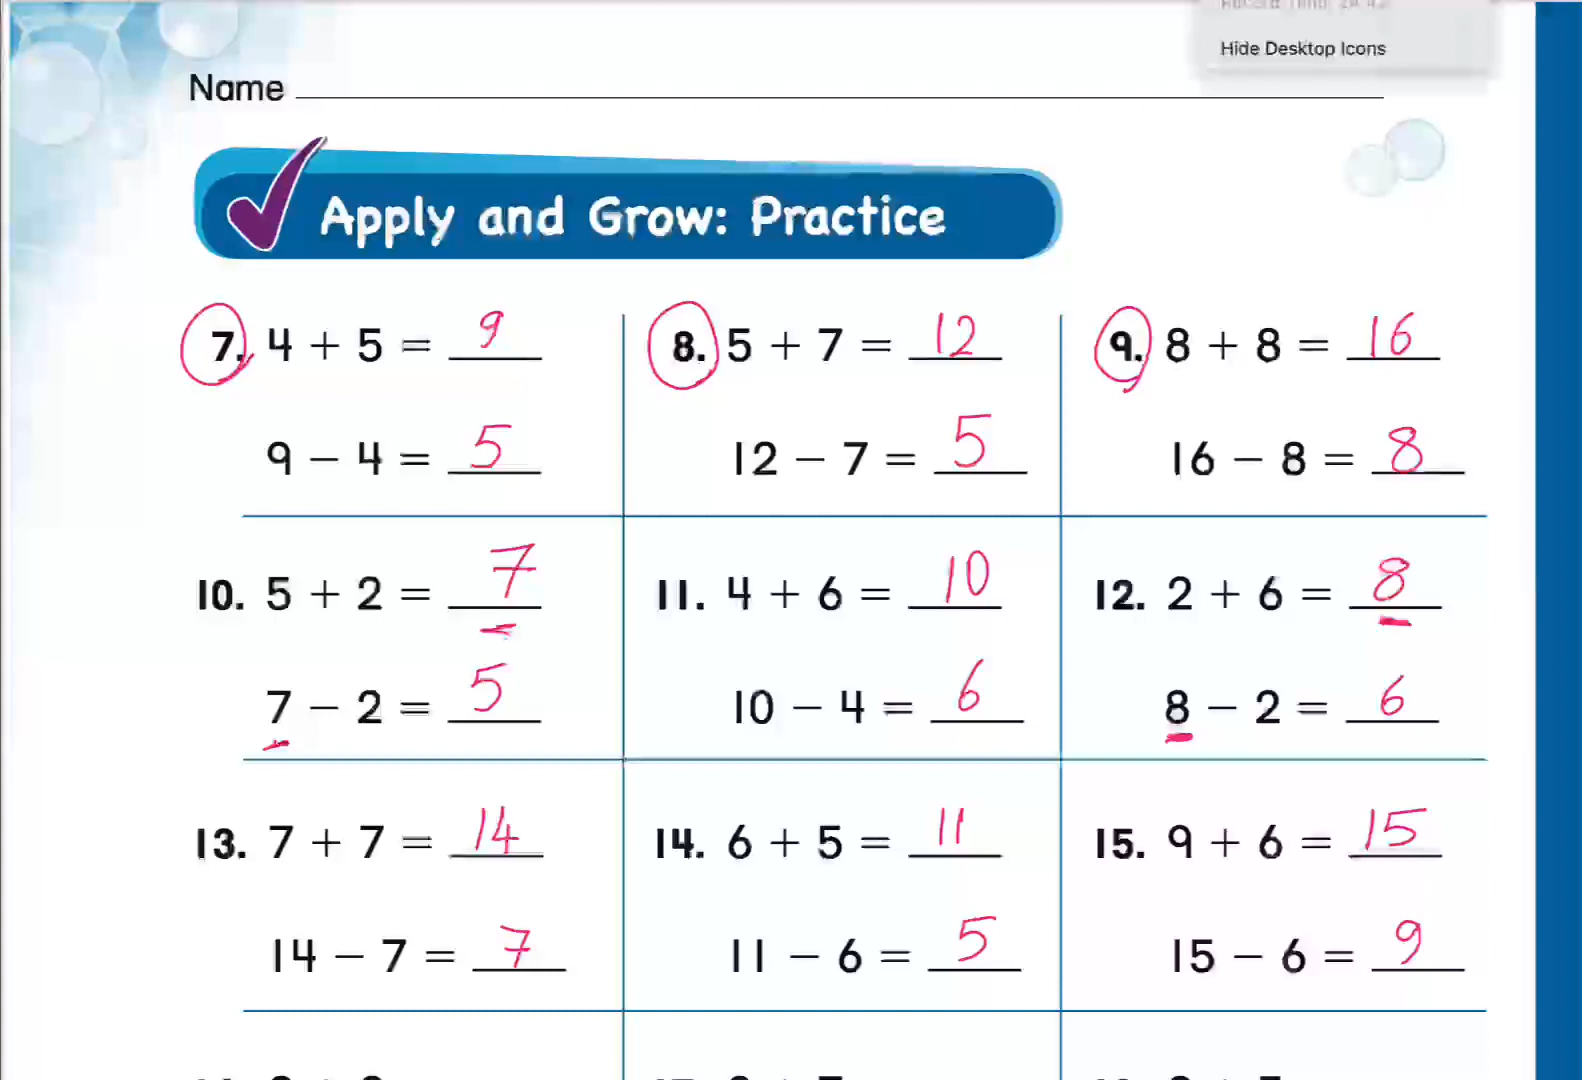 Hide Desktop Icons
Name
Apply and Grow: Practice
7. 4 + 5 = 9
9 − 4 = 5
8. 5 + 7 = 12
12 − 7 = 5
9. 8 + 8 = 16
16 − 8 = 8
10. 5 + 2 = 7
7 − 2 = 5
11. 4 + 6 = 10
10 − 4 = 6
12. 2 + 6 = 8
8 − 2 = 6
13. 7 + 7 = 14
14 − 7 = 7
14. 6 + 5 = 11
11 − 6 = 5
15. 9 + 6 = 15
15 − 6 = 9